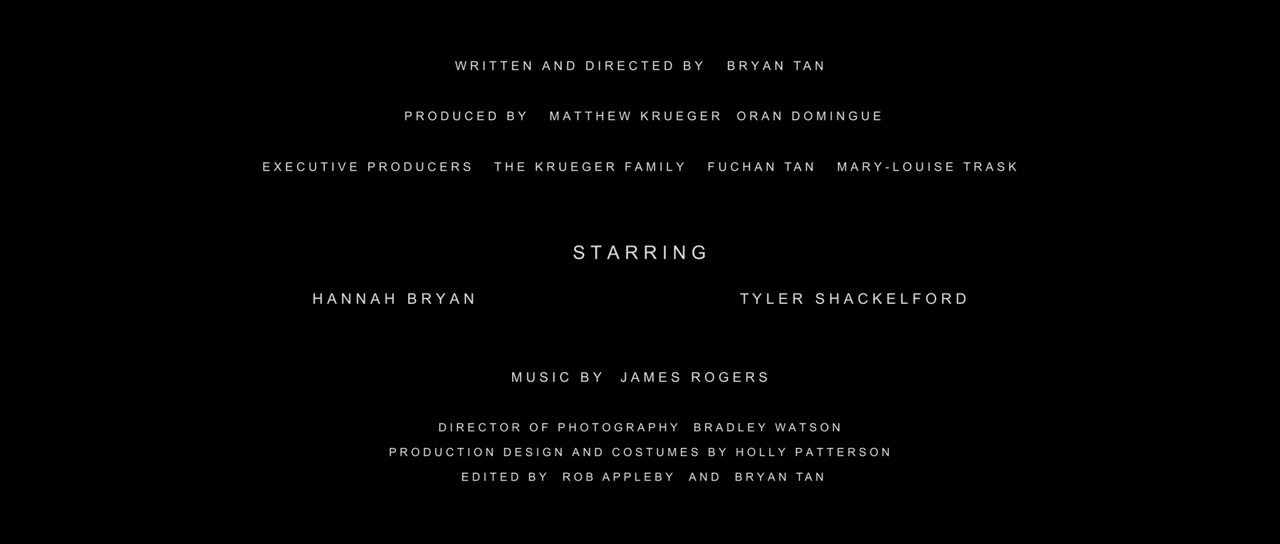 WRITTEN AND DIRECTED BY BRYAN TAN
PRODUCED BY MATTHEW KRUEGER ORAN DOMINGUE
EXECUTIVE PRODUCERS THE KRUEGER FAMILY FUCHAN TAN MARY-LOUISE TRASK
STARRING
HANNAH BRYAN TYLER SHACKELFORD
MUSIC BY JAMES ROGERS
DIRECTOR OF PHOTOGRAPHY BRADLEY WATSON
PRODUCTION DESIGN AND COSTUMES BY HOLLY PATTERSON
EDITED BY ROB APPLEBY AND BRYAN TAN